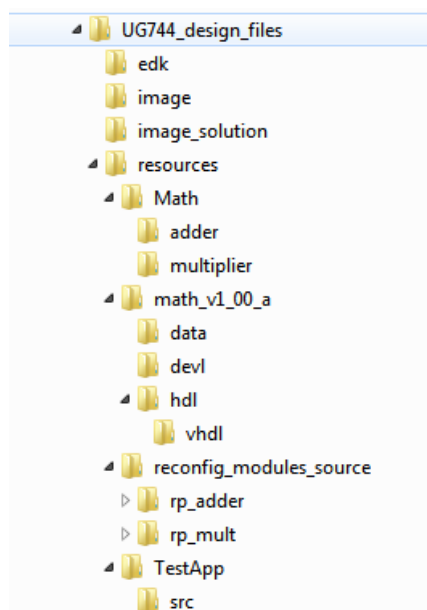 UG744_design_files
edk
image
image_solution
resources
Math
adder
multiplier
math_v1_00_a
data
devl
hdl
vhdl
reconfig_modules_source
rp_adder
rp_mult
TestApp
src